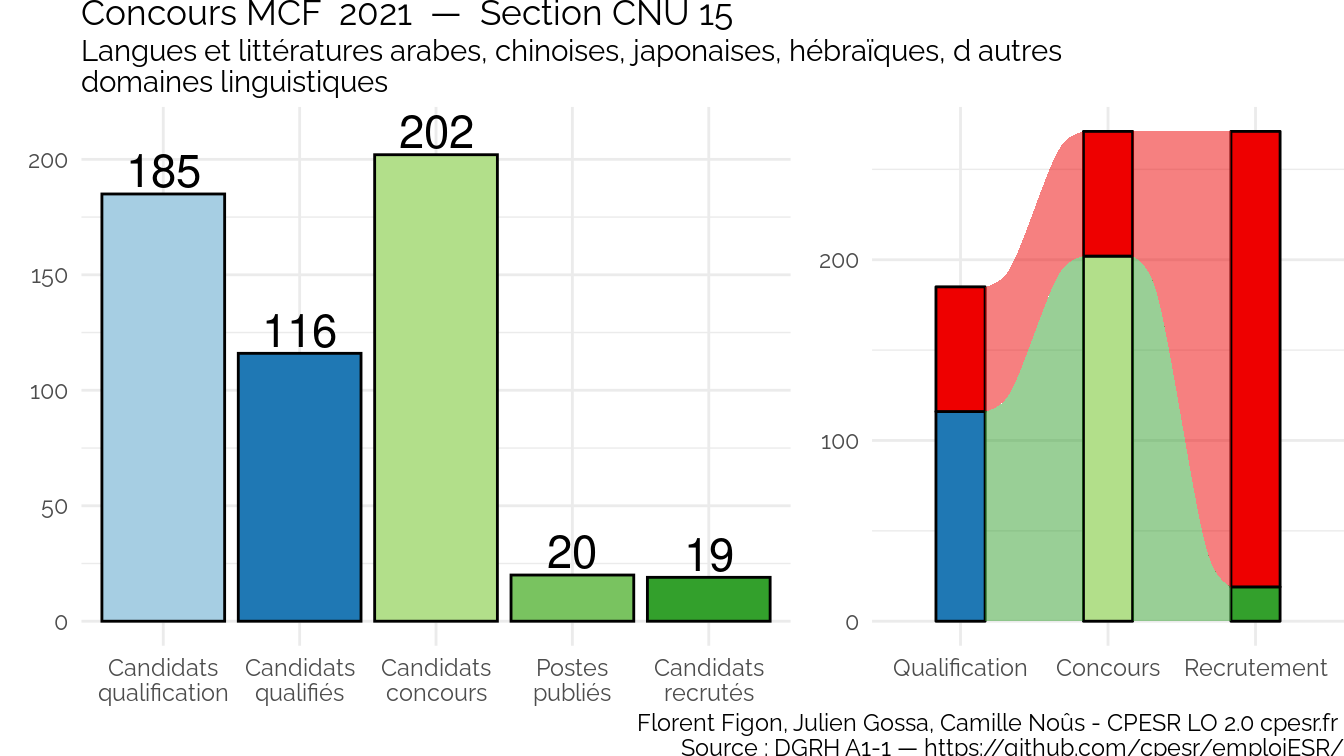 Concours MCF 2021 — Section CNU 15
Langues et littératures arabes, chinoises, japonaises, hébraïques, d autres
domaines linguistiques
202
185
116
20
19
200
150
100
50
0
Candidats
qualification
Candidats
qualifiés
Candidats
concours
Postes
publiés
Candidats
recrutés
200
100
0
Qualification
Concours
Recrutement
Florent Figon, Julien Gossa, Camille Noûs - CPESR LO 2.0 cpesr.fr
Source : DGRH A1-1 — https://github.com/cpesr/emploiESR/